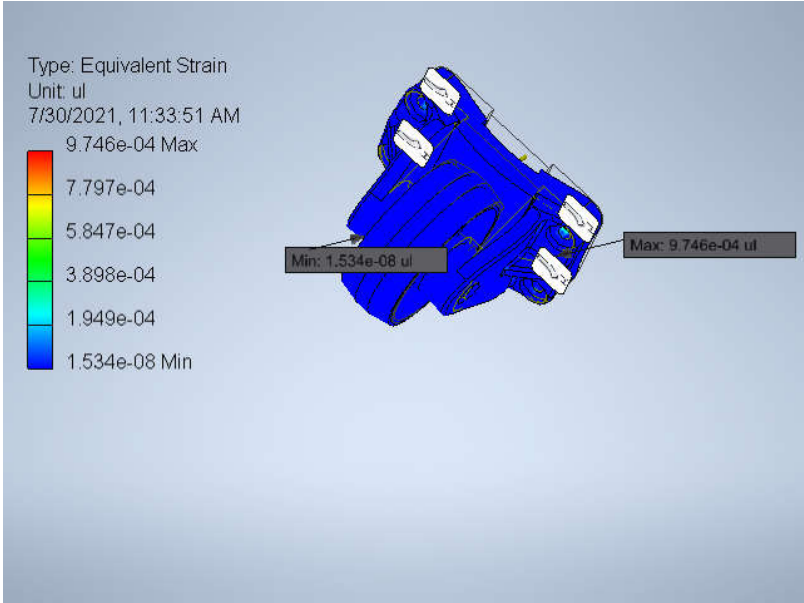 Type: Equivalent Strain
Unit: ul
7/30/2021, 11:33:51 AM
9.746e-04 Max
7.797e-04
5.847e-04
3.898e-04
1.949e-04
1.534e-08 Min
Min: 1.534e-08 ul
Max: 9.746e-04 ul